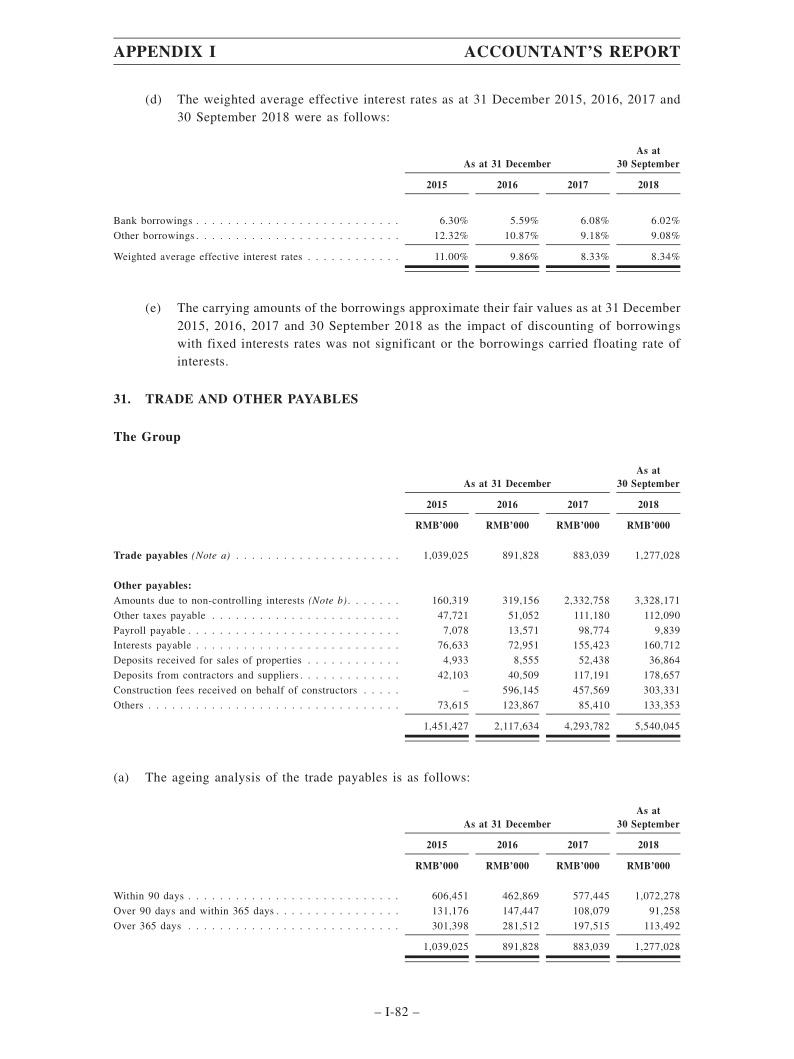 APPENDIX I ACCOUNTANT'S REPORT
(d) The weighted average effective interest rates as at 31 December 2015, 2016, 2017 and
30 September 2018 were as follows:
As at
As at 31 December 30 September
2015 2016 2017 2018
Bank borrowings . . . . . . . . . . . . . . . . . . . . . . . . . . 6.30% 5.59% 6.08% 6.02%
Other borrowings. . . . . . . . . . . . . . . . . . . . . . . . . . 12.32% 10.87% 9.18% 9.08%
Weighted average effective interest rates . . . . . . . . . . . . 11.00% 9.86% 8.33% 8.34%
(e) The carrying amounts of the borrowings approximate their fair values as at 31 December
2015, 2016, 2017 and 30 September 2018 as the impact of discounting of borrowings
with fixed interests rates was not significant or the borrowings carried floating rate of
interests.
31. TRADE AND OTHER PAYABLES
The Group
As at
As at 31 December 30 September
2015 2016 2017 2018
RMB'000 RMB'000 RMB'000 RMB'000
Trade payables (Note a) . . . . . . . . . . . . . . . . . . . . . 1,039,025 891,828 883,039 1,277,028
Other payables:
Amounts due to non-controlling interests (Note b). . . . . . . 160,319 319,156 2,332,758 3,328,171
Other taxes payable . . . . . . . . . . . . . . . . . . . . . . . . 47,721 51,052 111,180 112,090
Payroll payable . . . . . . . . . . . . . . . . . . . . . . . . . . . 7,078 13,571 98,774 9,839
Interests payable . . . . . . . . . . . . . . . . . . . . . . . . . . 76,633 72,951 155,423 160,712
Deposits received for sales of properties . . . . . . . . . . . . 4,933 8,555 52,438 36,864
Deposits from contractors and suppliers. . . . . . . . . . . . . 42,103 40,509 117,191 178,657
Construction fees received on behalf of constructors . . . . . – 596,145 457,569 303,331
Others . . . . . . . . . . . . . . . . . . . . . . . . . . . . . . . . 73,615 123,867 85,410 133,353
1,451,427 2,117,634 4,293,782 5,540,045
(a) The ageing analysis of the trade payables is as follows:
As at
As at 31 December 30 September
2015 2016 2017 2018
RMB'000 RMB'000 RMB'000 RMB'000
Within 90 days . . . . . . . . . . . . . . . . . . . . . . . . . . . 606,451 462,869 577,445 1,072,278
Over 90 days and within 365 days . . . . . . . . . . . . . . . . 131,176 147,447 108,079 91,258
Over 365 days . . . . . . . . . . . . . . . . . . . . . . . . . . . 301,398 281,512 197,515 113,492
1,039,025 891,828 883,039 1,277,028
– I-82 –